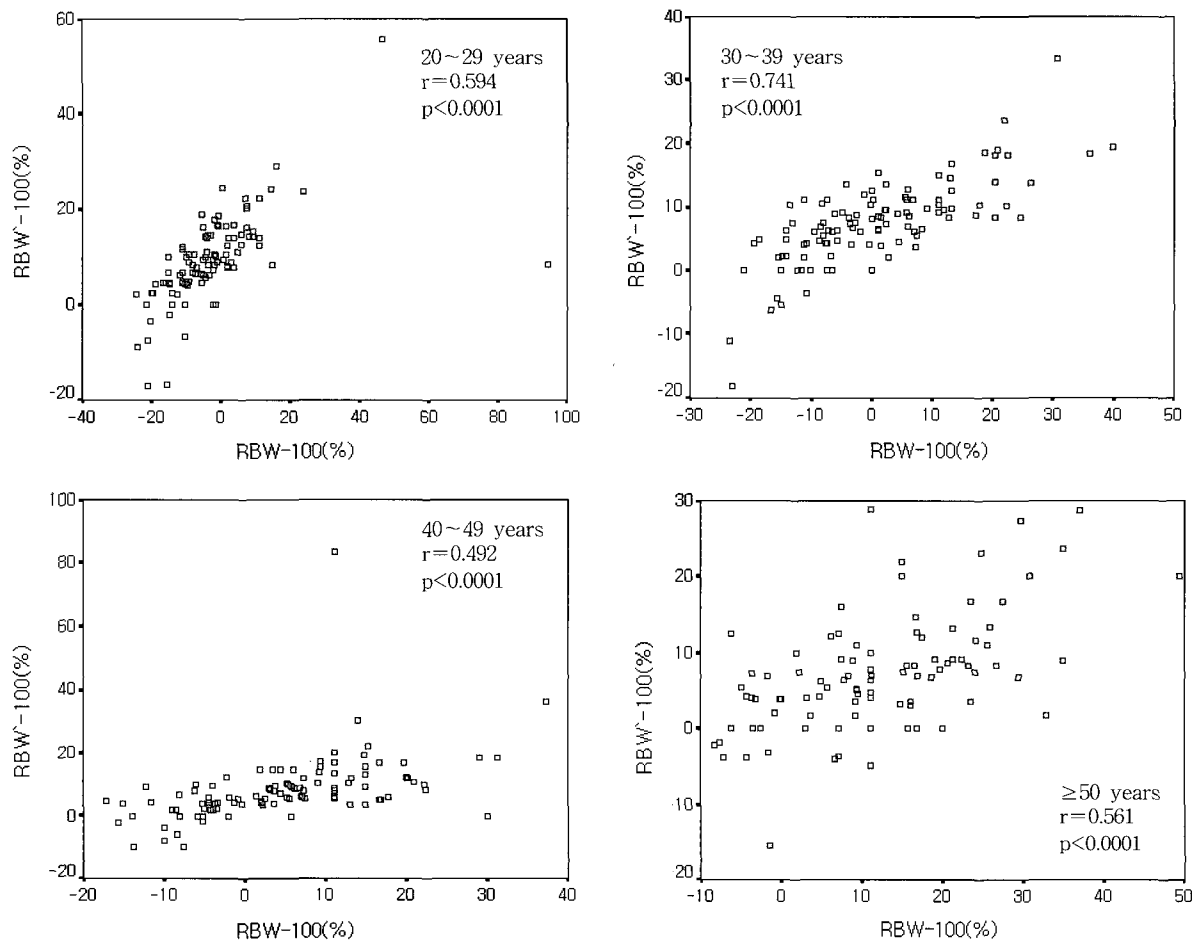 60
40
20
0
-20
-40 -20 0 20 40 60 80 100
RBW`-100(%)
RBW-100(%)
20~29 years
r=0.594
p<0.0001
40
30
20
10
0
-10
-20
-30 -20 -10 0 10 20 30 40 50
RBW`-100(%)
RBW-100(%)
30~39 years
r=0.741
p<0.0001
100
80
60
40
20
0
20
-20 -10 0 10 20 30 40
RBW`-100(%)
RBW-100(%)
40~49 years
r=0.492
p<0.0001
30
20
10
0
-10
20
-10 0 10 20 30 40 50
RBW`-100(%)
RBW-100(%)
≥50 years
r=0.561
p<0.0001